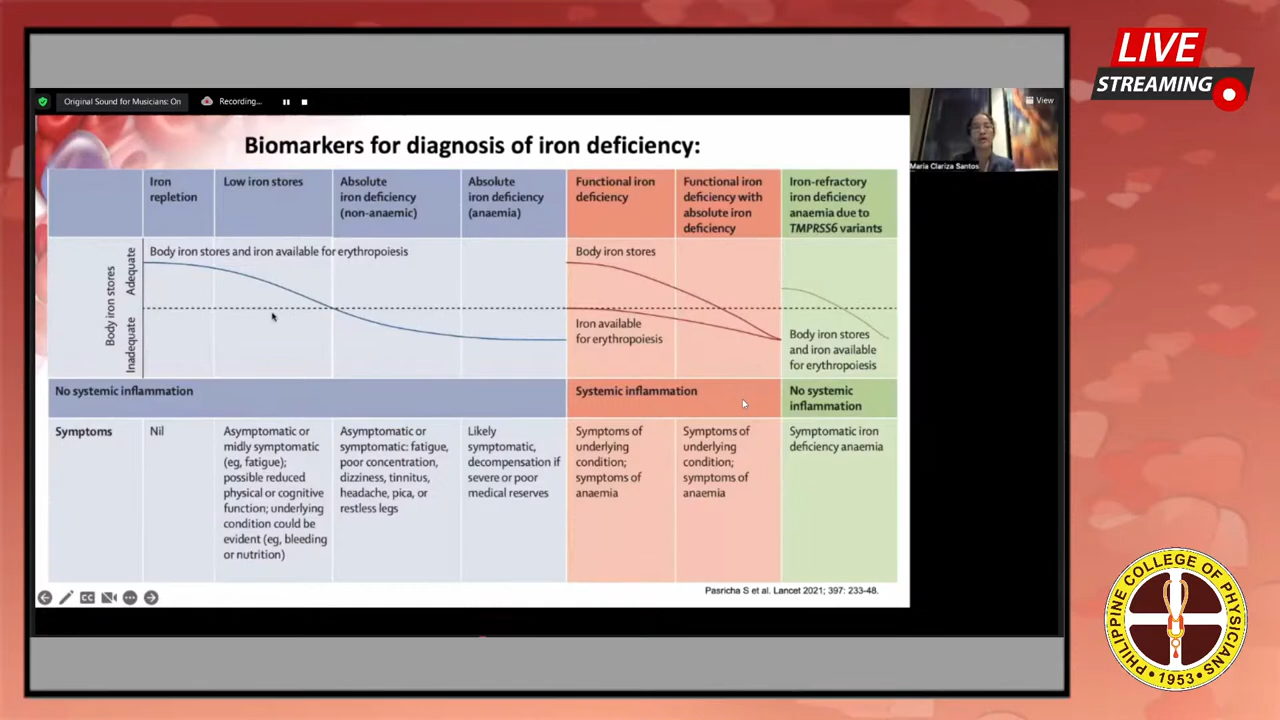 LIVE
STREAMING
Original Sound for Musicians: On
Recording...
View
Maria Clariza Santos
Biomarkers for diagnosis of iron deficiency:
Iron
repletion
Low iron stores
Absolute
iron deficiency
(non-anaemic)
Absolute
iron deficiency
(anaemia)
Functional iron
deficiency
Functional iron
deficiency with
absolute iron
deficiency
Iron-refractory
iron deficiency
anaemia due to
TMPRSS6 variants
Body iron stores
Adequate
Inadequate
Body iron stores and iron available for erythropoiesis
Body iron stores
Iron available
for erythropoiesis
Body iron stores
and iron available
for erythropoiesis
No systemic inflammation
Systemic inflammation
No systemic
inflammation
Symptoms
Nil
Asymptomatic or
midly symptomatic
(eg, fatigue);
possible reduced
physical or cognitive
function; underlying
condition could be
evident (eg, bleeding
or nutrition)
Asymptomatic or
symptomatic: fatigue,
poor concentration,
dizziness, tinnitus,
headache, pica, or
restless legs
Likely
symptomatic,
decompensation if
severe or poor
medical reserves
Symptoms of
underlying
condition;
symptoms of
anaemia
Symptoms of
underlying
condition;
symptoms of
anaemia
Symptomatic iron
deficiency anaemia
Pasricha S et al. Lancet 2021; 397: 233-48.
CC
PHILIPPINE COLLEGE OF PHYSICIANS
• 1953 •